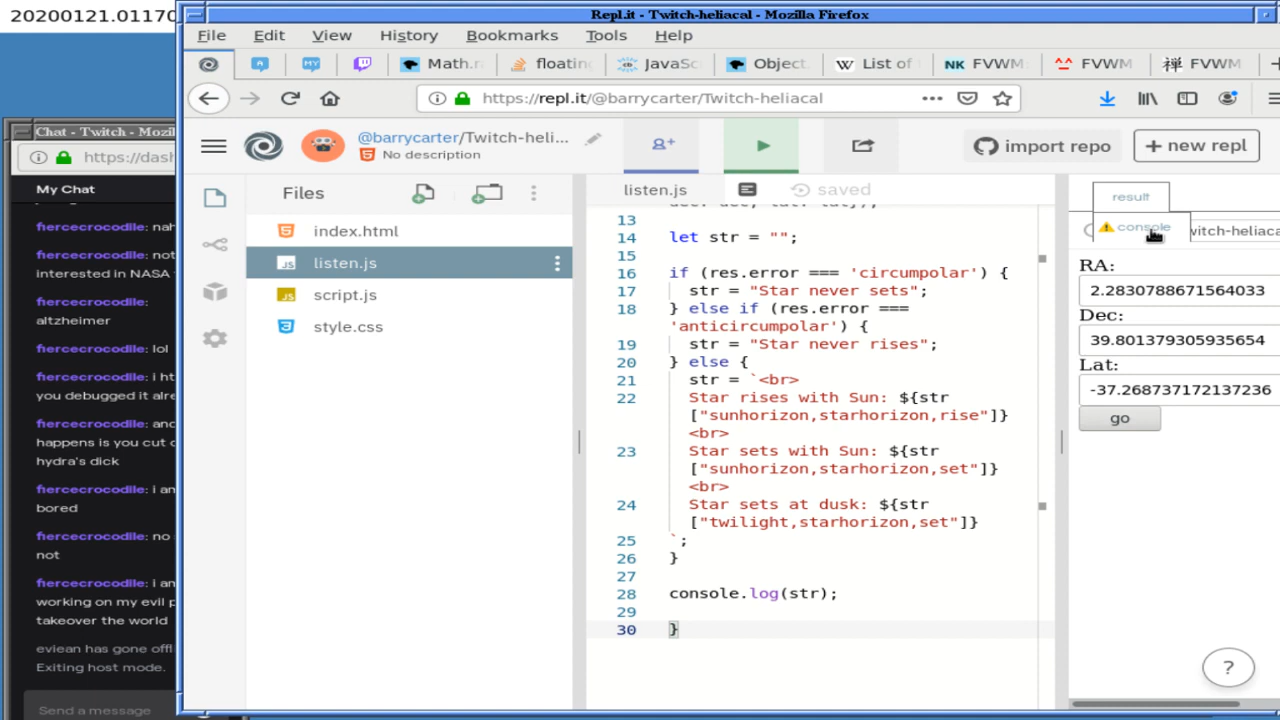 20200121.01170
Repl.it - Twitch-heliacal - Mozilla Firefox
File Edit View History Bookmarks Tools Help
MY Math.r floating JavaSc Object. W List of NK FVWM FVWM 禅 FVWM
https://repl.it/@barrycarter/Twitch-heliacal
Chat - Twitch - Mozil
https://das
My Chat
fiercecrocodile: nah
fiercecrocodile: not
interested in NASA
fiercecrocodile:
altzheimer
fiercecrocodile: lol
fiercecrocodile: i h
you debugged it alre
fiercecrocodile: and
happens is you cut
hydra's dick
fiercecrocodile: i am
bored
fiercecrocodile: no
not
fiercecrocodile: i am
working on my evil p
takeover the world
eviean has gone offl
Exiting host mode.
Send a message
@barrycarter/Twitch-heli...
No description
import repo
+ new repl
Files
index.html
listen.js
script.js
style.css
listen.js
saved
dec: dec, lat: lat});
13
14 let str = "";
15
16 if (res.error === 'circumpolar') {
17 str = "Star never sets";
18 } else if (res.error ===
'anticircumpolar') {
19 str = "Star never rises";
20 } else {
21 str = `<br>
22 Star rises with Sun: ${str
["sunhorizon,starhorizon,rise"]}
<br>
23 Star sets with Sun: ${str
["sunhorizon,starhorizon,set"]}
<br>
24 Star sets at dusk: ${str
["twilight,starhorizon,set"]}
25 `;
26 }
27
28 console.log(str);
29
30 }
result
console
witch-heliaca
RA:
2.2830788671564033
Dec:
39.801379305935654
Lat:
-37.268737172137236
go
?